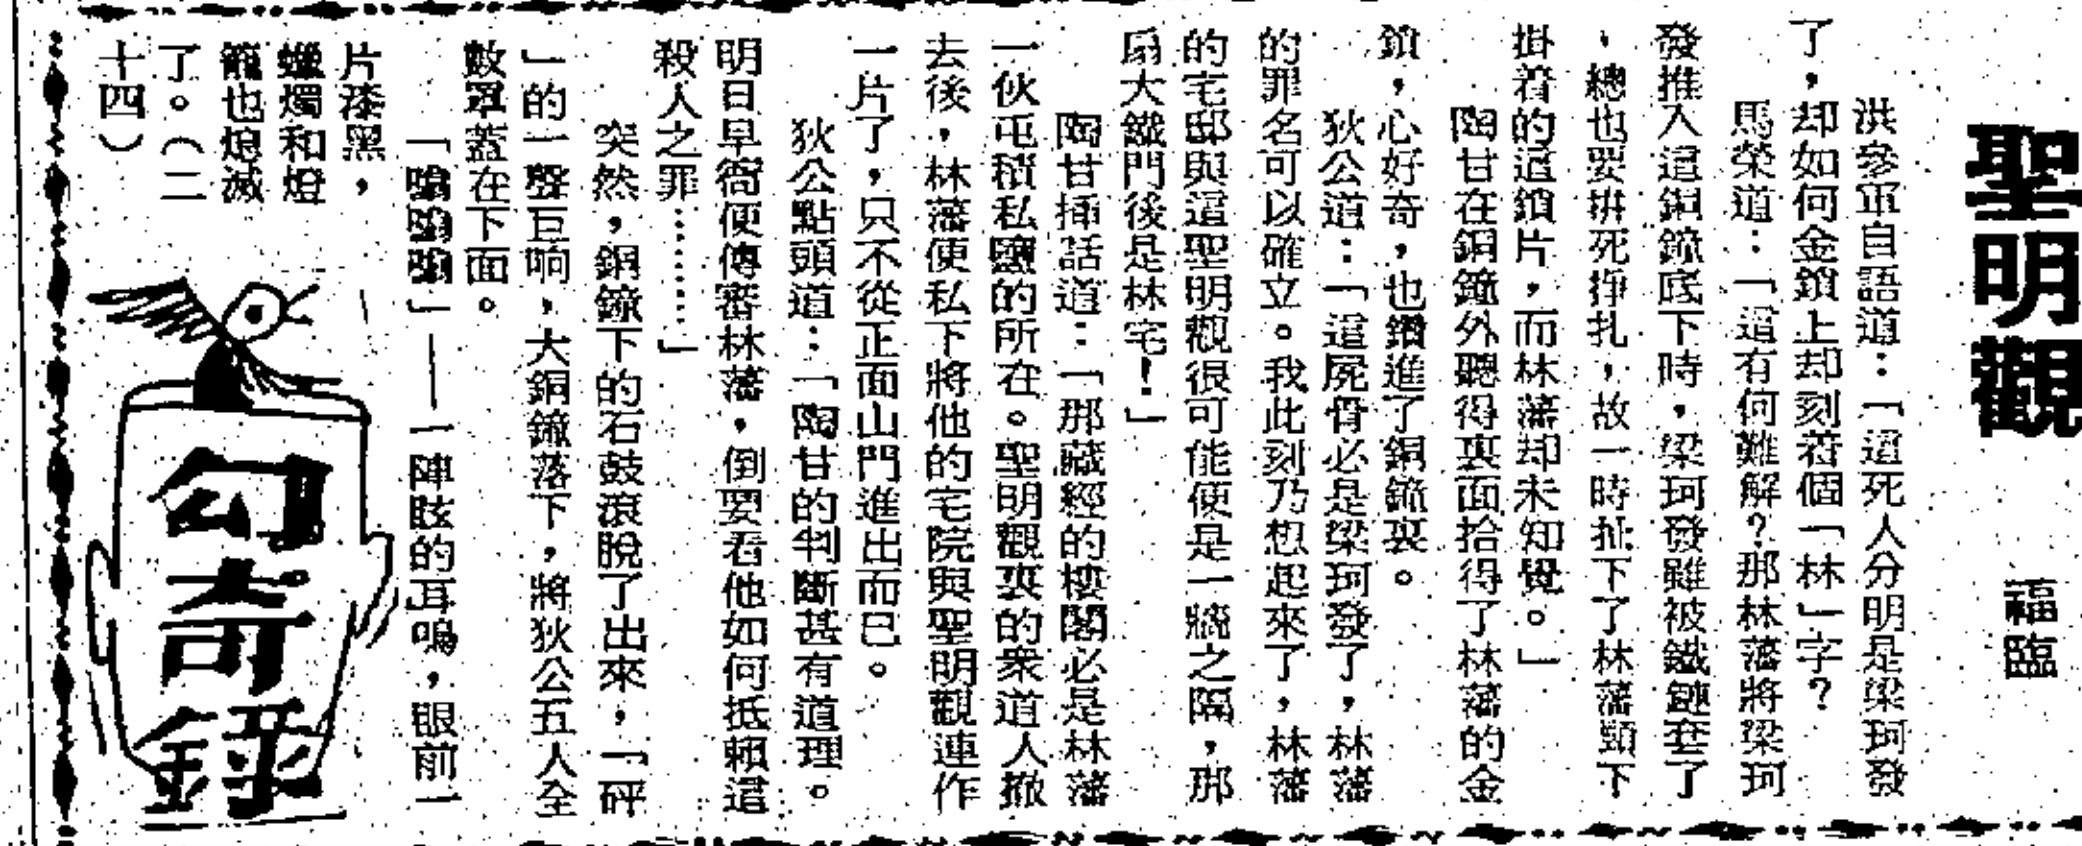 聖明觀
福臨
洪參軍自語道：「這死人分明是梁珂發
了，却如何金鎖上却刻着個「林」字？
馬榮道：「這有何難解？那林藩將梁珂
發推入這銅鐘底下時，梁珂發雖被鐵鏈套了
，總也要拚死掙扎，故一時扯下了林藩頸下
掛着的這鎖片，而林藩却未知覺。」
陶甘在銅鐘外聽得裏面拾得了林藩的金
鎖，心好奇，也鑽進了銅鐘裏。
狄公道：「這屍骨必是梁珂發了，林藩
的罪名可以確立。我此刻乃想起來了，林藩
的宅邸與這聖明觀很可能便是一牆之隔，那
扇大鐵門後是林宅！」
陶甘揷話道：「那藏經的樓閣必是林藩
一伙屯積私鹽的所在。聖明觀裏的衆道人撤
去後，林藩便私下將他的宅院與聖明觀連作
一片了，只不從正面山門進出而已。
狄公點頭道：「陶甘的判斷甚有道理。
明日早衙便傳審林藩，倒要看他如何抵賴這
殺人之罪………」
突然，銅鐘下的石鼓滾脫了出來，「砰
」的一聲巨响，大銅鐘落下，將狄公五人全
數罩蓋在下面。
「嗡嗡嗡」——一陣眩的耳鳴，眼前一
片漆黑，
蠟燭和燈
籠也熄滅
了。（二
十四）
勾奇錄